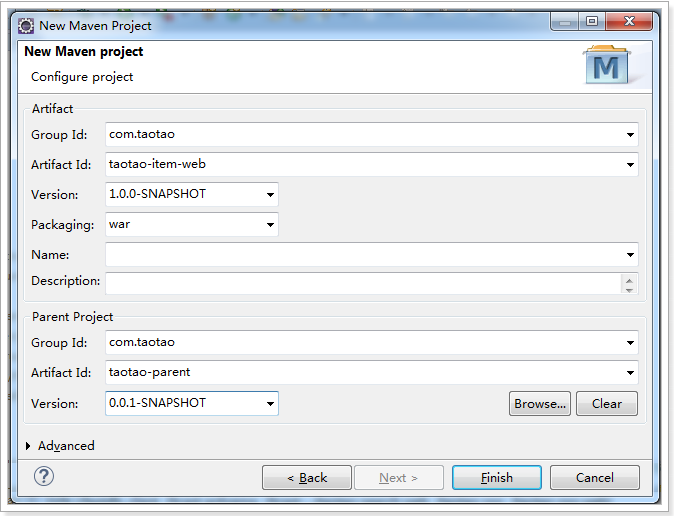 New Maven Project
New Maven project
Configure project
M
Artifact
Group Id: com.taotao
Artifact Id: taotao-item-web
Version: 1.0.0-SNAPSHOT
Packaging: war
Name:
Description:
Parent Project
Group Id: com.taotao
Artifact Id: taotao-parent
Version: 0.0.1-SNAPSHOT Browse... Clear
Advanced
? < Back Next > Finish Cancel